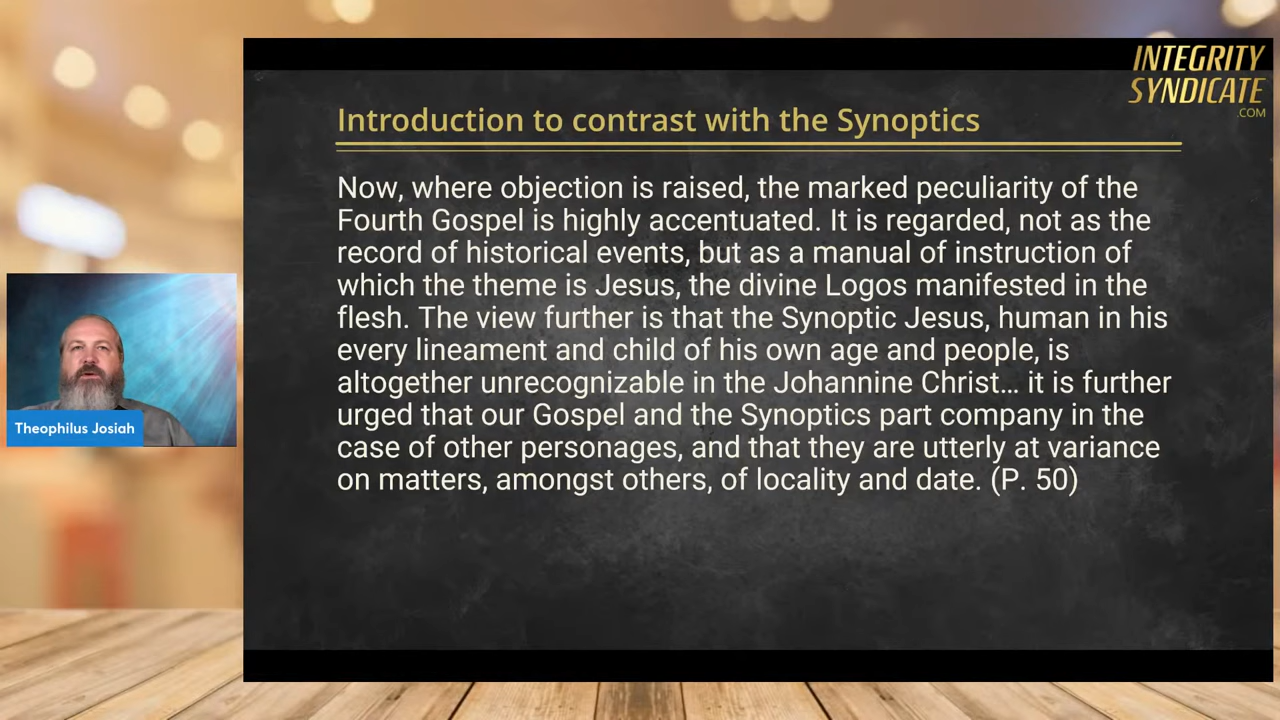 INTEGRITY
SYNDICATE
.COM
Introduction to contrast with the Synoptics
Now, where objection is raised, the marked peculiarity of the
Fourth Gospel is highly accentuated. It is regarded, not as the
record of historical events, but as a manual of instruction of
which the theme is Jesus, the divine Logos manifested in the
flesh. The view further is that the Synoptic Jesus, human in his
every lineament and child of his own age and people, is
altogether unrecognizable in the Johannine Christ... it is further
urged that our Gospel and the Synoptics part company in the
case of other personages, and that they are utterly at variance
on matters, amongst others, of locality and date. (P. 50)
Theophilus Josiah